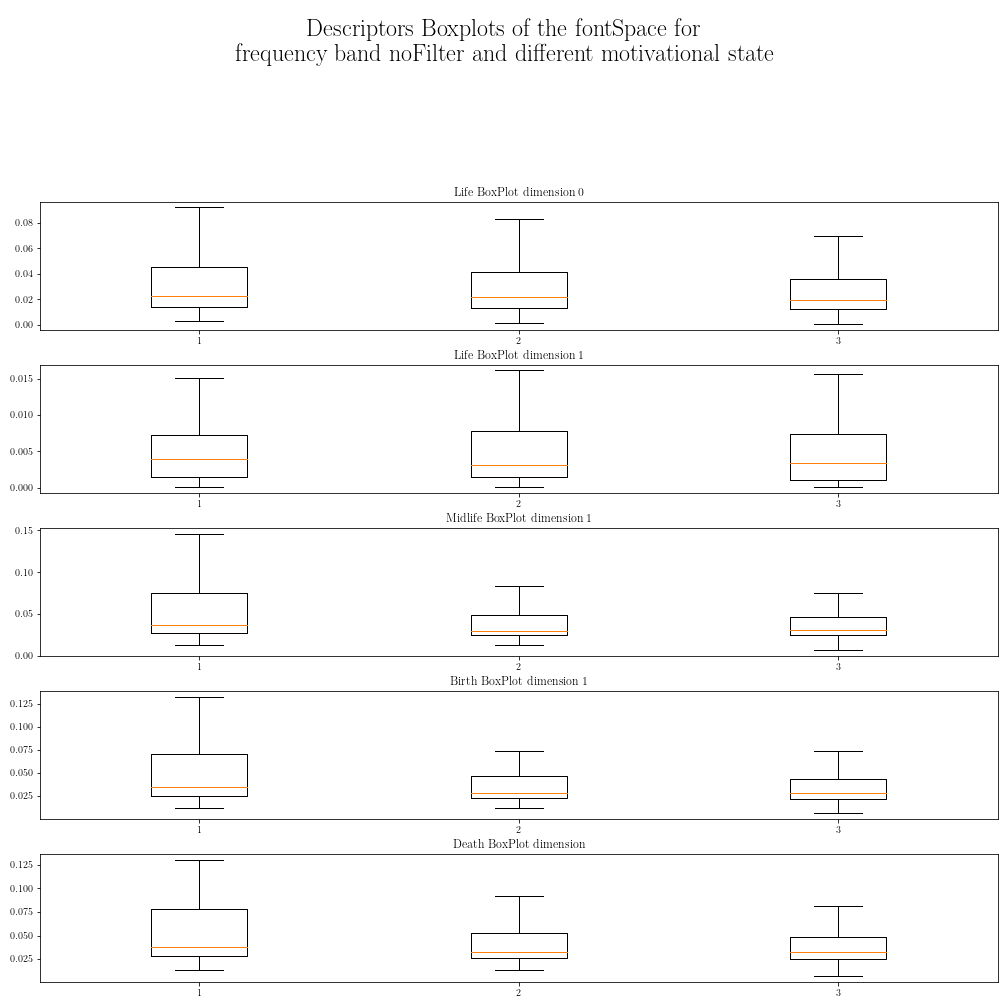 Descriptors Boxplots of the fontSpace for
frequency band noFilter and different motivational state
Life BoxPlot dimension 0
0.08
0.06
0.04
0.02
0.00
1 2 3
Life BoxPlot dimension 1
0.015
0.010
0.005
0.000
1 2 3
Midlife BoxPlot dimension 1
0.15
0.10
0.05
0.00
1 2 3
Birth BoxPlot dimension 1
0.125
0.100
0.075
0.050
0.025
1 2 3
Death BoxPlot dimension
0.125
0.100
0.075
0.050
0.025
1 2 3